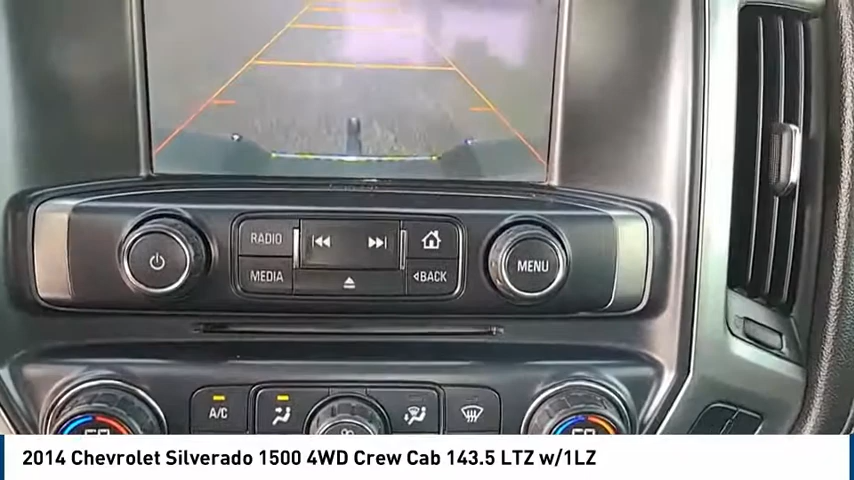 RADIO
MEDIA
BACK
MENU
A/C
2014 Chevrolet Silverado 1500 4WD Crew Cab 143.5 LTZ w/1LZ